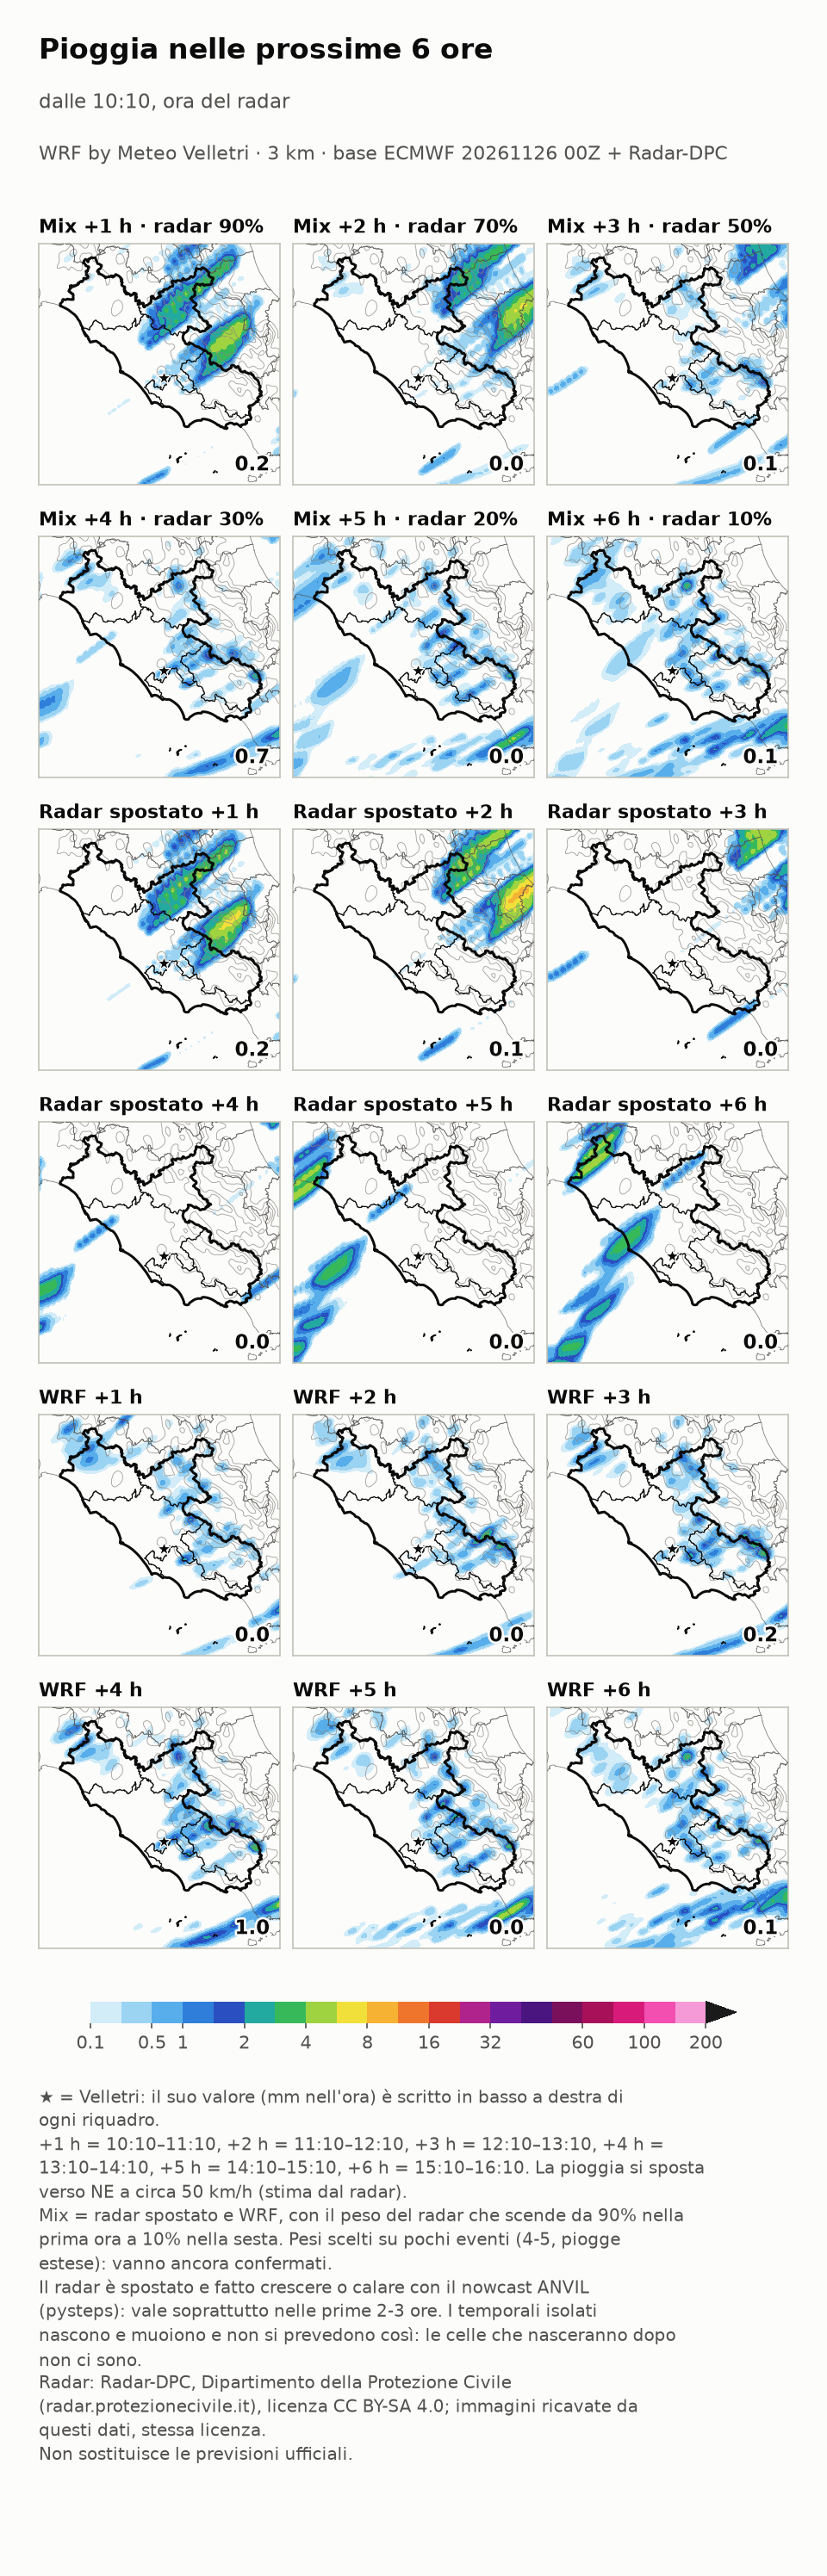 Pioggia nelle prossime 6 ore
dalle 10:10, ora del radar
WRF by Meteo Velletri · 3 km · base ECMWF 20261126 00Z + Radar-DPC
Mix +1 h · radar 90%
Mix +2 h · radar 70%
Mix +3 h · radar 50%
0.2
0.0
0.1
Mix +4 h · radar 30%
Mix +5 h · radar 20%
Mix +6 h · radar 10%
0.7
0.0
0.1
Radar spostato +1 h
Radar spostato +2 h
Radar spostato +3 h
0.2
0.1
0.0
Radar spostato +4 h
Radar spostato +5 h
Radar spostato +6 h
0.0
0.0
0.0
WRF +1 h
WRF +2 h
WRF +3 h
0.0
0.0
0.2
WRF +4 h
WRF +5 h
WRF +6 h
1.0
0.0
0.1
0.1 0.5 1 2 4 8 16 32 60 100 200
★ = Velletri: il suo valore (mm nell'ora) è scritto in basso a destra di
ogni riquadro.
+1 h = 10:10–11:10, +2 h = 11:10–12:10, +3 h = 12:10–13:10, +4 h =
13:10–14:10, +5 h = 14:10–15:10, +6 h = 15:10–16:10. La pioggia si sposta
verso NE a circa 50 km/h (stima dal radar).
Mix = radar spostato e WRF, con il peso del radar che scende da 90% nella
prima ora a 10% nella sesta. Pesi scelti su pochi eventi (4-5, piogge
estese): vanno ancora confermati.
Il radar è spostato e fatto crescere o calare con il nowcast ANVIL
(pysteps): vale soprattutto nelle prime 2-3 ore. I temporali isolati
nascono e muoiono e non si prevedono così: le celle che nasceranno dopo
non ci sono.
Radar: Radar-DPC, Dipartimento della Protezione Civile
(radar.protezionecivile.it), licenza CC BY-SA 4.0; immagini ricavate da
questi dati, stessa licenza.
Non sostituisce le previsioni ufficiali.